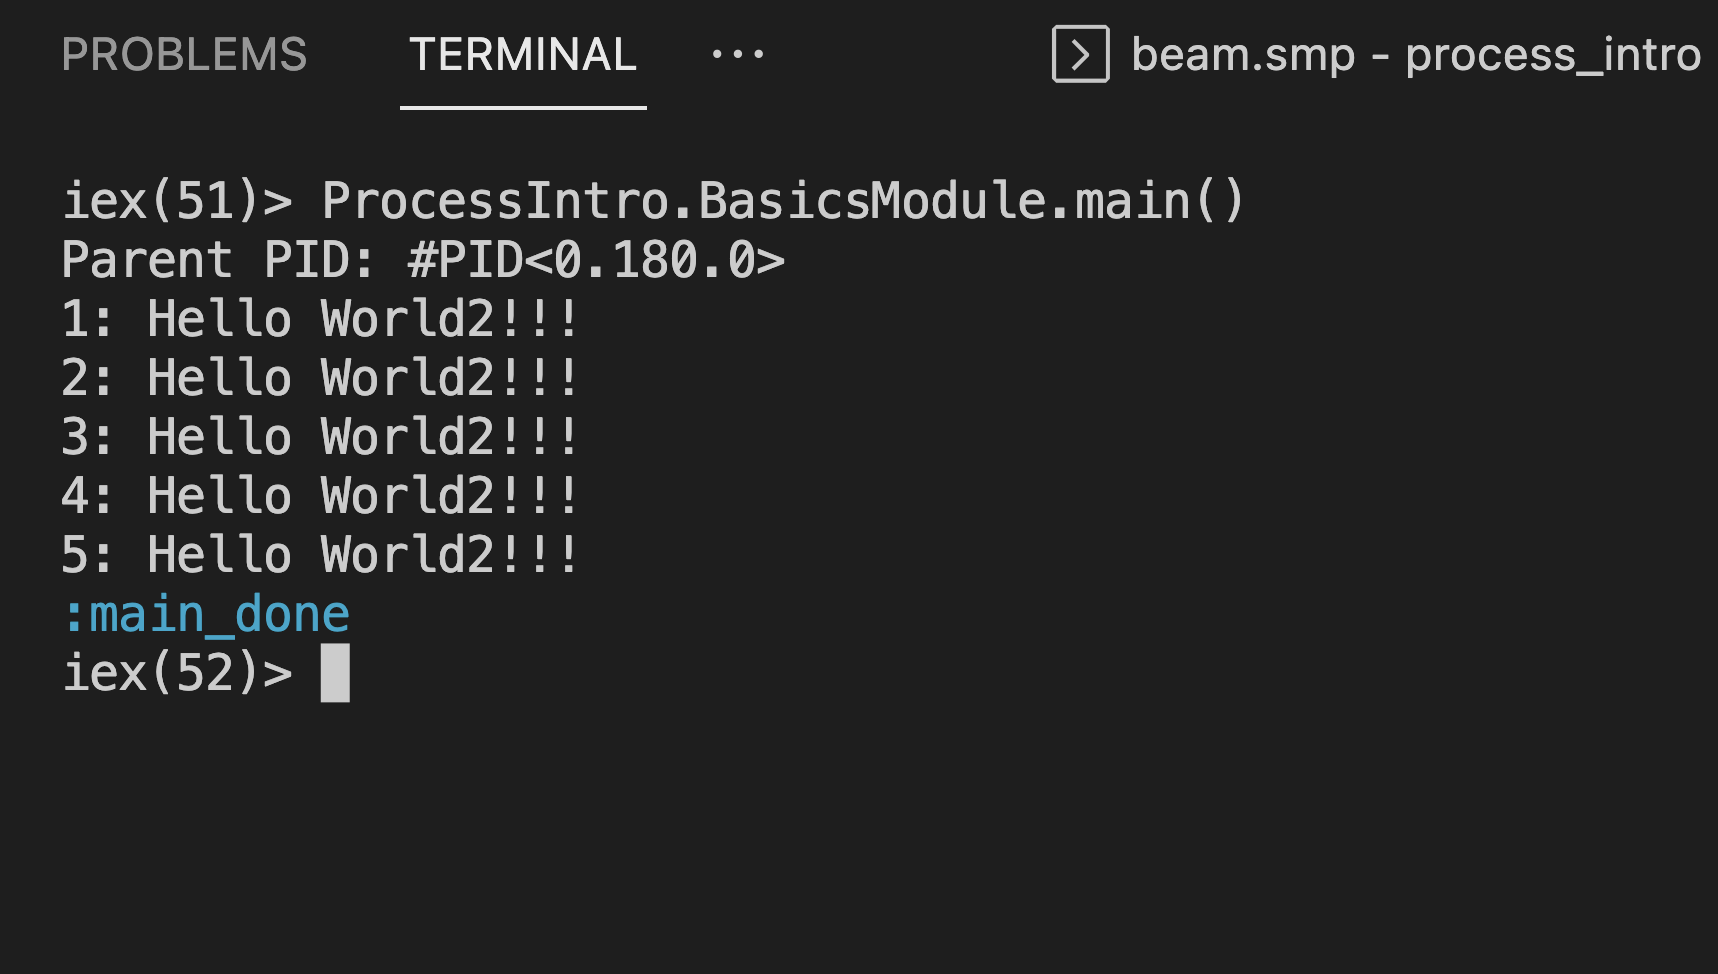 PROBLEMS TERMINAL ··· beam.smp - process_intro
iex(51)> ProcessIntro.BasicsModule.main()
Parent PID: #PID<0.180.0>
1: Hello World2!!!
2: Hello World2!!!
3: Hello World2!!!
4: Hello World2!!!
5: Hello World2!!!
:main_done
iex(52)>